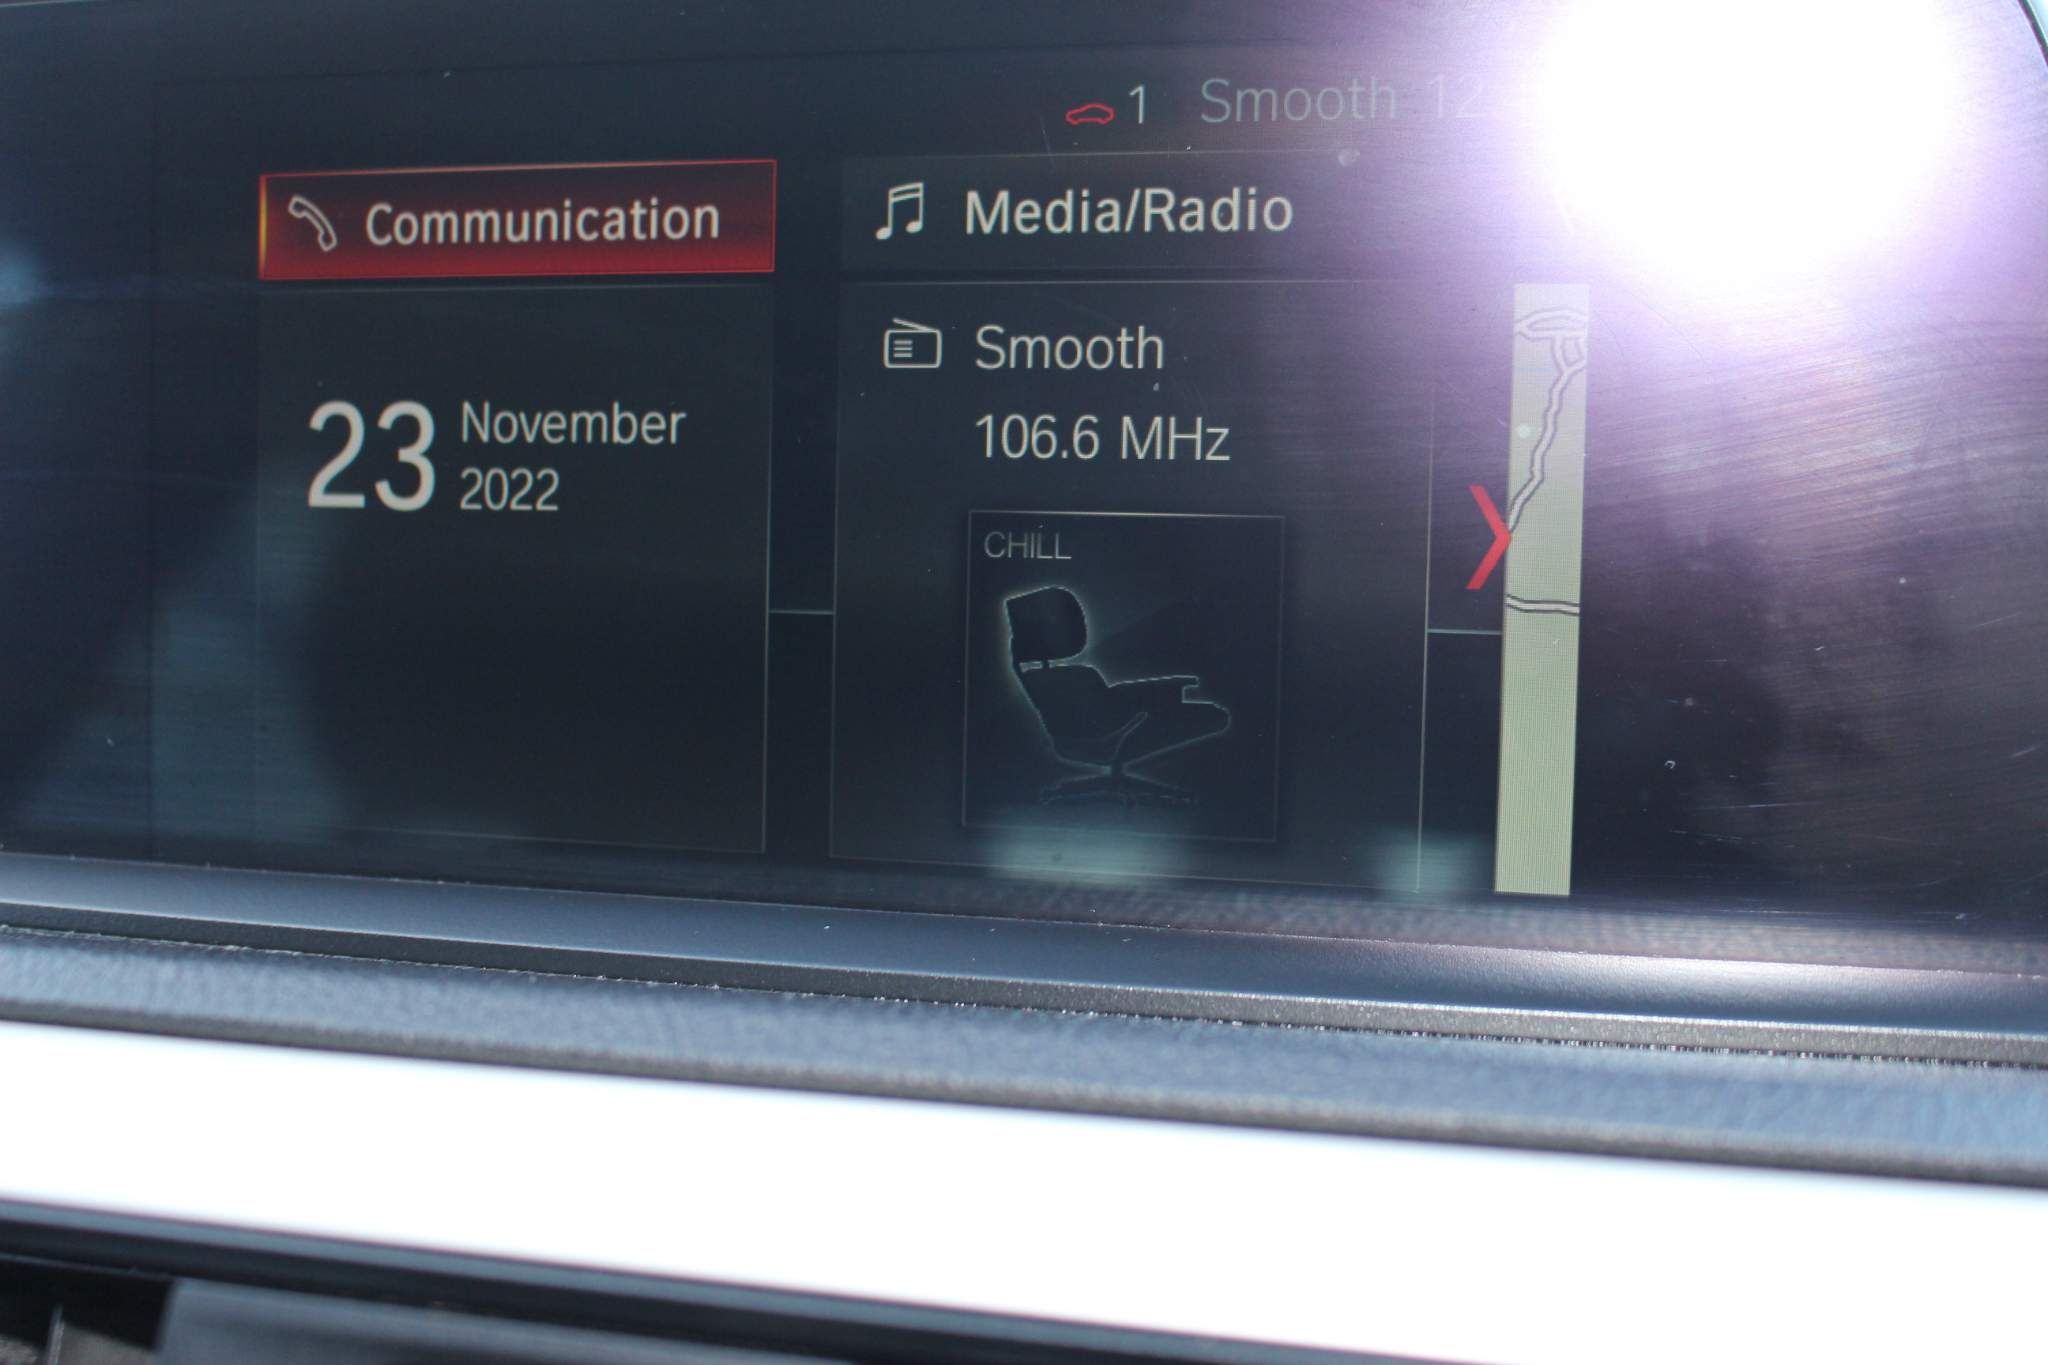 1 Smooth 12
Communication
Media/Radio
Smooth
106.6 MHz
23 November
2022
CHILL